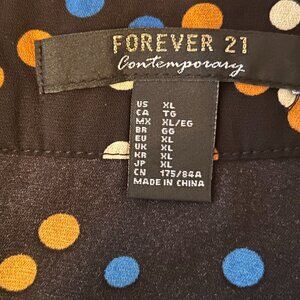 FOREVER 21
Contemporary
US XL
CA TG
MX XL/EG
BR GG
EU XL
UK XL
KR XL
JP XL
CN 175/84A
MADE IN CHINA